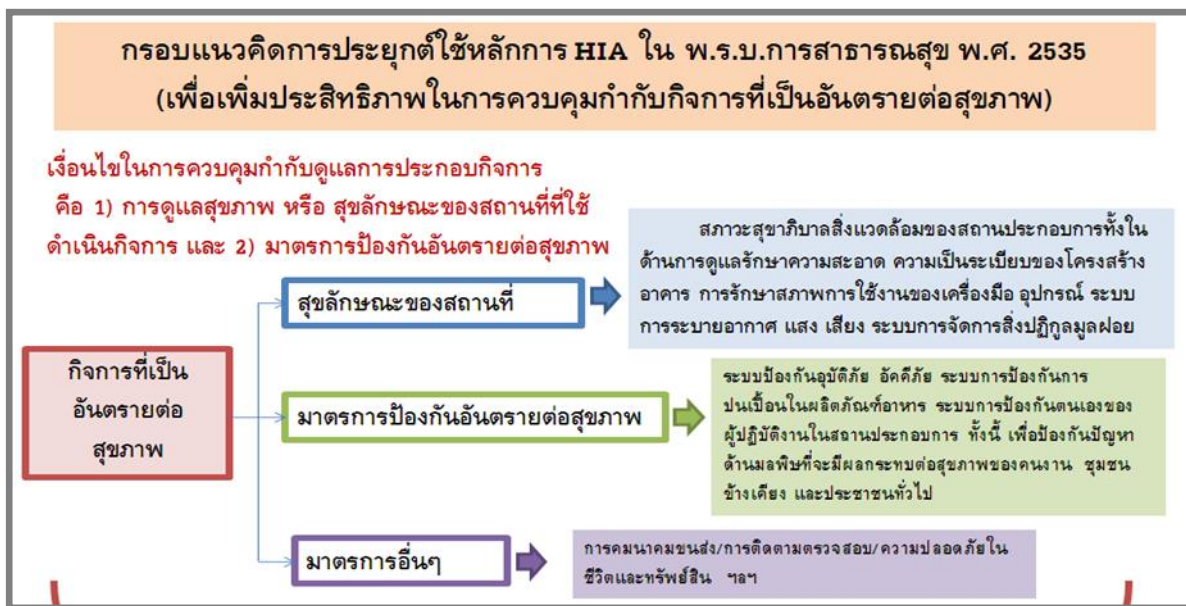 กรอบแนวคิดการประยุกต์ใช้หลักการ HIA ใน พ.ร.บ.การสาธารณสุข พ.ศ. 2535
(เพื่อเพิ่มประสิทธิภาพในการควบคุมกำกับกิจการที่เป็นอันตรายต่อสุขภาพ)
เงื่อนไขในการควบคุมกำกับดูแลการประกอบกิจการ
คือ 1) การดูแลสุขภาพ หรือ สุขลักษณะของสถานที่ที่ใช้
ดำเนินกิจการ และ 2) มาตรการป้องกันอันตรายต่อสุขภาพ
กิจการที่เป็น
อันตรายต่อ
สุขภาพ
สุขลักษณะของสถานที่
สภาวะสุขาภิบาลสิ่งแวดล้อมของสถานประกอบการทั้งใน
ด้านการดูแลรักษาความสะอาด ความเป็นระเบียบของโครงสร้าง
อาคาร การรักษาสภาพการใช้งานของเครื่องมือ อุปกรณ์ ระบบ
การระบายอากาศ แสง เสียง ระบบการจัดการสิ่งปฏิกูลมูลฝอย
มาตรการป้องกันอันตรายต่อสุขภาพ
ระบบป้องกันอุบัติภัย อัคคีภัย ระบบการป้องกันการ
ปนเปื้อนในผลิตภัณฑ์อาหาร ระบบการป้องกันตนเองของ
ผู้ปฏิบัติงานในสถานประกอบการ ทั้งนี้ เพื่อป้องกันปัญหา
ด้านมลพิษที่จะมีผลกระทบต่อสุขภาพของคนงาน ชุมชน
ข้างเคียง และประชาชนทั่วไป
มาตรการอื่นๆ
การคมนาคมขนส่ง/การติดตามตรวจสอบ/ความปลอดภัยใน
ชีวิตและทรัพย์สิน ฯลฯ